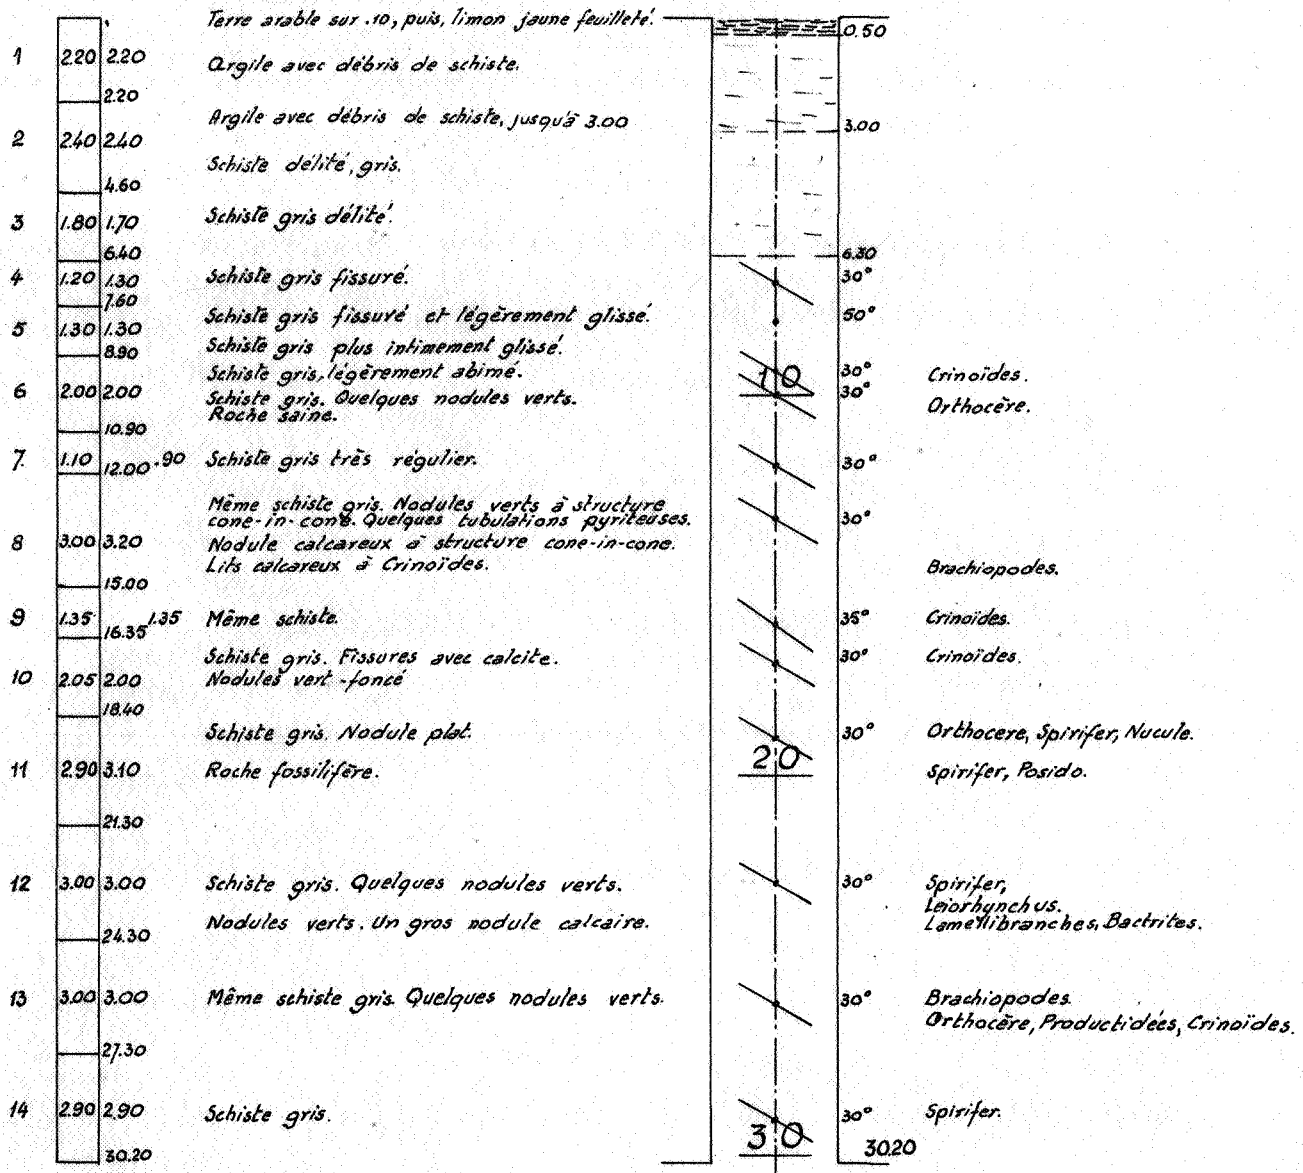 Terre arable sur .10, puis, limon jaune feuilleté.
0.50
1 2.20 2.20 Argile avec débris de schiste.
2.20
Argile avec débris de schiste, jusqu'à 3.00
3.00
2 2.40 2.40
Schiste délité, gris.
4.60
3 1.80 1.70 Schiste gris délité.
6.40 6.30
4 1.20 1.30 Schiste gris fissuré. 30°
7.60
Schiste gris fissuré et légèrement glissé. 50°
5 1.30 1.30
8.90 Schiste gris plus intimement glissé.
Schiste gris, légèrement abimé. 10 30° Crinoïdes.
6 2.00 2.00 Schiste gris. Quelques nodules verts. 30° Orthocère.
Roche saine.
10.90
7. 1.10 .90 Schiste gris très régulier. 30°
12.00
Même schiste gris. Nodules verts à structure 30°
cone-in-cone. Quelques tubulations pyriteuses.
8 3.00 3.20 Nodule calcareux à structure cone-in-cone.
Lits calcareux à Crinoïdes. Brachiopodes.
15.00
9 1.35 1.35 Même schiste. 35° Crinoïdes.
16.35
Schiste gris. Fissures avec calcite. 30° Crinoïdes.
10 2.05 2.00 Nodules vert-foncé
18.40
Schiste gris. Nodule plat. 30° Orthocere, Spirifer, Nucule.
20
11 2.90 3.10 Roche fossilifère. Spirifer, Posido.
21.30
12 3.00 3.00 Schiste gris. Quelques nodules verts. 30° Spirifer,
Leiorhynchus.
Nodules verts. Un gros nodule calcaire. Lamellibranches, Bactrites.
24.30
13 3.00 3.00 Même schiste gris. Quelques nodules verts. 30° Brachiopodes.
Orthocère, Productidées, Crinoïdes.
27.30
14 2.90 2.90 Schiste gris. 30° Spirifer.
30
30.20 30.20